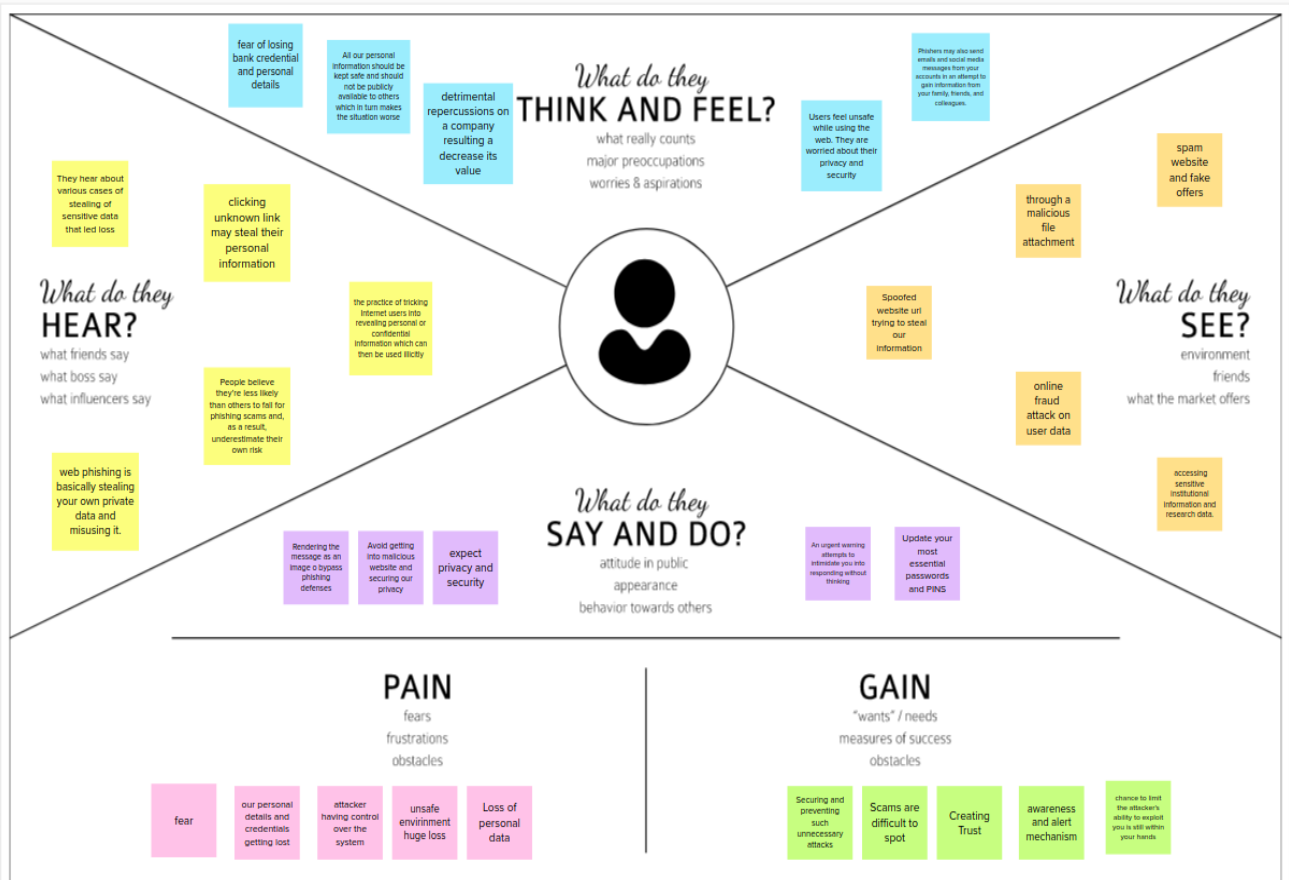 fear of losing
bank credential
and personal
details
All our personal
information should be
kept safe and should
not be publicly
available to others
which in turn makes
the situation worse
detrimental
repercussions on
a company
resulting a
decrease its
value
What do they
THINK AND FEEL?
what really counts
major preoccupations
worries & aspirations
Users feel unsafe
while using the
web. They are
worried about their
privacy and
security
Phishers may also send
emails and social media
messages from your
accounts in an attempt to
gain information from
your family, friends, and
colleagues.
They hear about
various cases of
stealing of
sensitive data
that led loss
clicking
unknown link
may steal their
personal
information
What do they
HEAR?
what friends say
what boss say
what influencers say
the practice of tricking
Internet users into
revealing personal or
confidential
information which can
then be used illicitly
People believe
they're less likely
than others to fall for
phishing scams and,
as a result,
underestimate their
own risk
web phishing is
basically stealing
your own private
data and
misusing it.
spam
website
and fake
offers
through a
malicious
file
attachment
Spoofed
website url
trying to steal
our
information
What do they
SEE?
environment
friends
what the market offers
online
fraud
attack on
user data
accessing
sensitive
institutional
information and
research data.
What do they
SAY AND DO?
attitude in public
appearance
behavior towards others
Rendering the
message as an
image o bypass
phishing
defenses
Avoid getting
into malicious
website and
securing our
privacy
expect
privacy and
security
An urgent warning
attempts to
intimidate you into
responding without
thinking
Update your
most
essential
passwords
and PINS
PAIN
fears
frustrations
obstacles
fear
our personal
details and
credentials
getting lost
attacker
having control
over the
system
unsafe
envirinment
huge loss
Loss of
personal
data
GAIN
"wants" / needs
measures of success
obstacles
Securing and
preventing
such
unnecessary
attacks
Scams are
difficult to
spot
Creating
Trust
awareness
and alert
mechanism
chance to limit
the attacker's
ability to exploit
you is still within
your hands